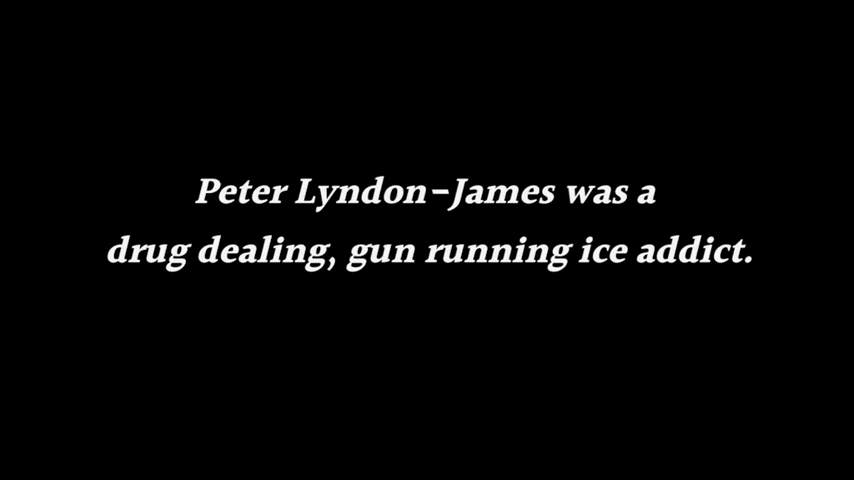 Peter Lyndon-James was a
drug dealing, gun running ice addict.